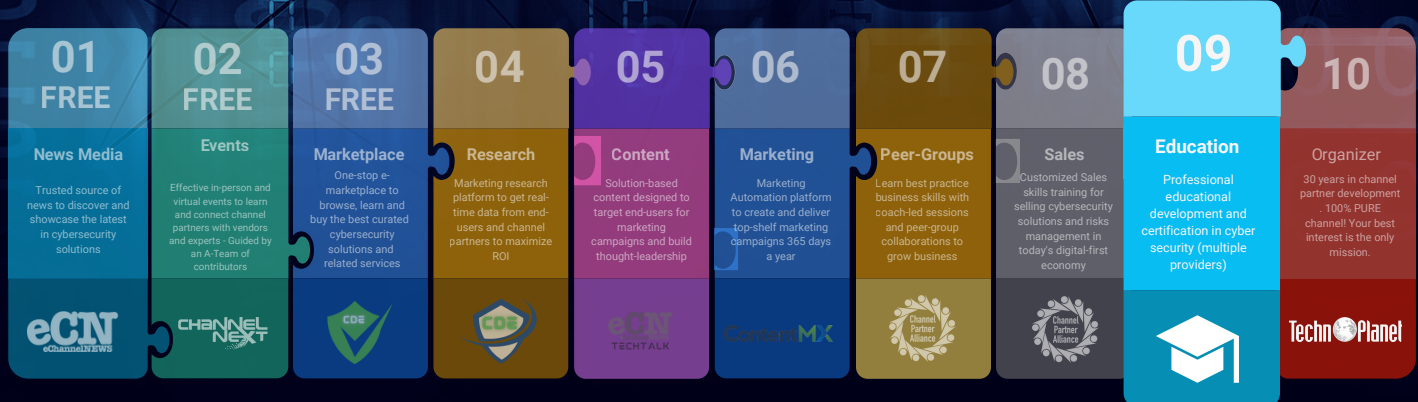 01
FREE
News Media
Trusted source of
news to discover and
showcase the latest
in cybersecurity
solutions
eCN
eChannelNEWS
02
FREE
Events
Effective in-person and
virtual events to learn
and connect channel
partners with vendors
and experts - Guided by
an A-Team of
contributors
CHANNEL
NEXT
03
FREE
Marketplace
One-stop e-
marketplace to
browse, learn and
buy the best curated
cybersecurity
solutions and
related services
CDE
04
Research
Marketing research
platform to get real-
time data from end-
users and channel
partners to maximize
ROI
CDE
05
Content
Solution-based
content designed to
target end-users for
marketing
campaigns and build
thought-leadership
eCN
TECHTALK
06
Marketing
Marketing
Automation platform
to create and deliver
top-shelf marketing
campaigns 365 days
a year
ContentMX
07
Peer-Groups
Learn best practice
business skills with
coach-led sessions
and peer-group
collaborations to
grow business
Channel
Partner
Alliance
08
Sales
Customized Sales
skills training for
selling cybersecurity
solutions and risks
management in
today's digital-first
economy
Channel
Partner
Alliance
09
Education
Professional
educational
development and
certification in cyber
security (multiple
providers)
10
Organizer
30 years in channel
partner development
. 100% PURE
channel! Your best
interest is the only
mission.
TechnoPlanet